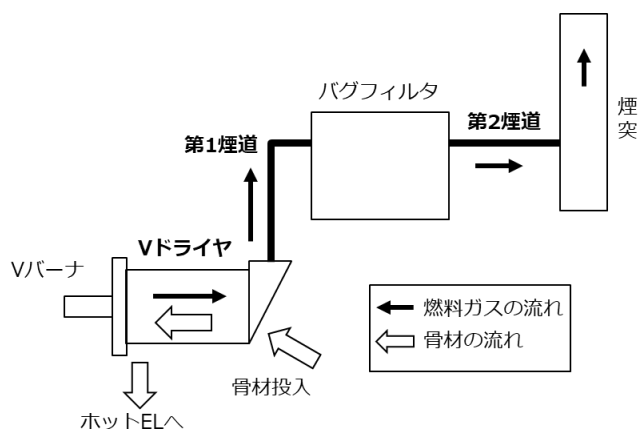 バグフィルタ
第2煙道
煙突
第1煙道
Vドライヤ
Vバーナ
燃料ガスの流れ
骨材の流れ
骨材投入
ホットELへ